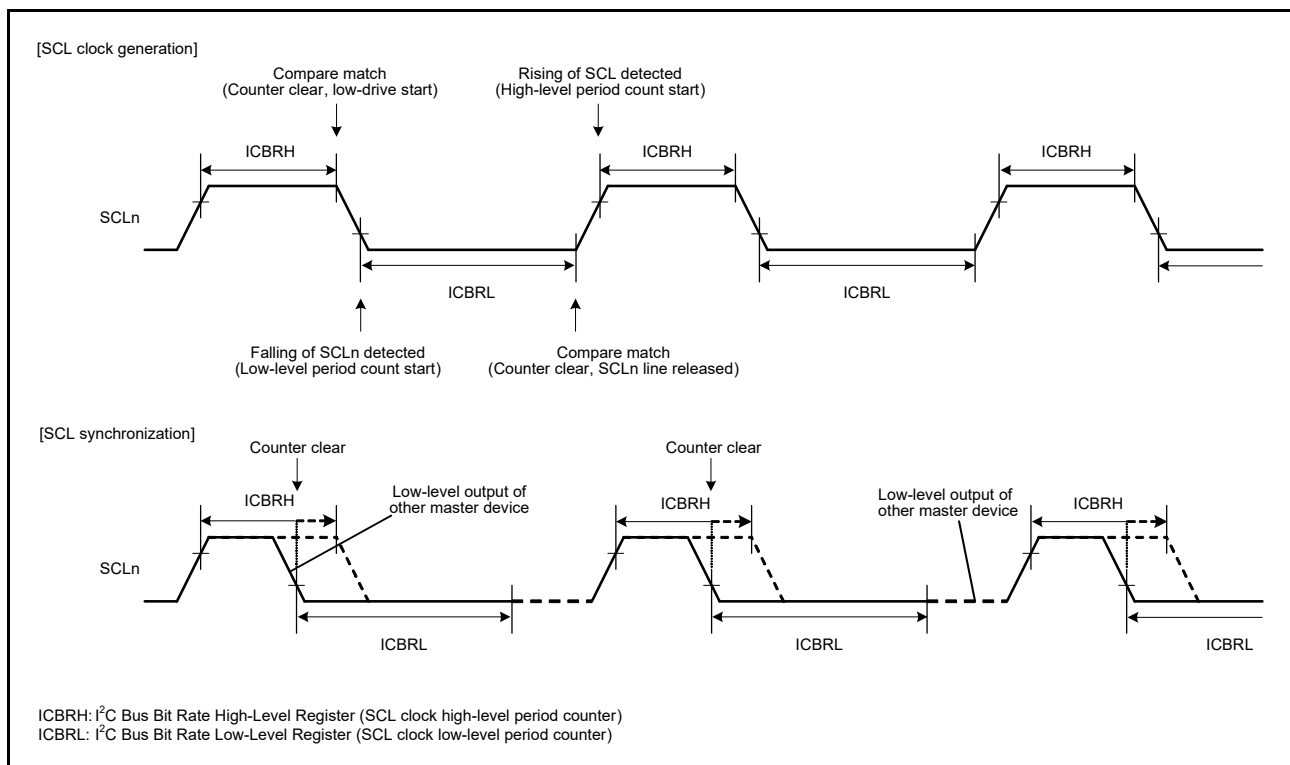 [SCL clock generation]
Compare match
(Counter clear, low-drive start)
Rising of SCL detected
(High-level period count start)
ICBRH
ICBRH
ICBRH
SCLn
ICBRL
ICBRL
Falling of SCLn detected
(Low-level period count start)
Compare match
(Counter clear, SCLn line released)
[SCL synchronization]
Counter clear
Counter clear
ICBRH
Low-level output of
other master device
ICBRH
Low-level output of
other master device
ICBRH
SCLn
ICBRL
ICBRL
ICBRL
ICBRH: I²C Bus Bit Rate High-Level Register (SCL clock high-level period counter)
ICBRL: I²C Bus Bit Rate Low-Level Register (SCL clock low-level period counter)